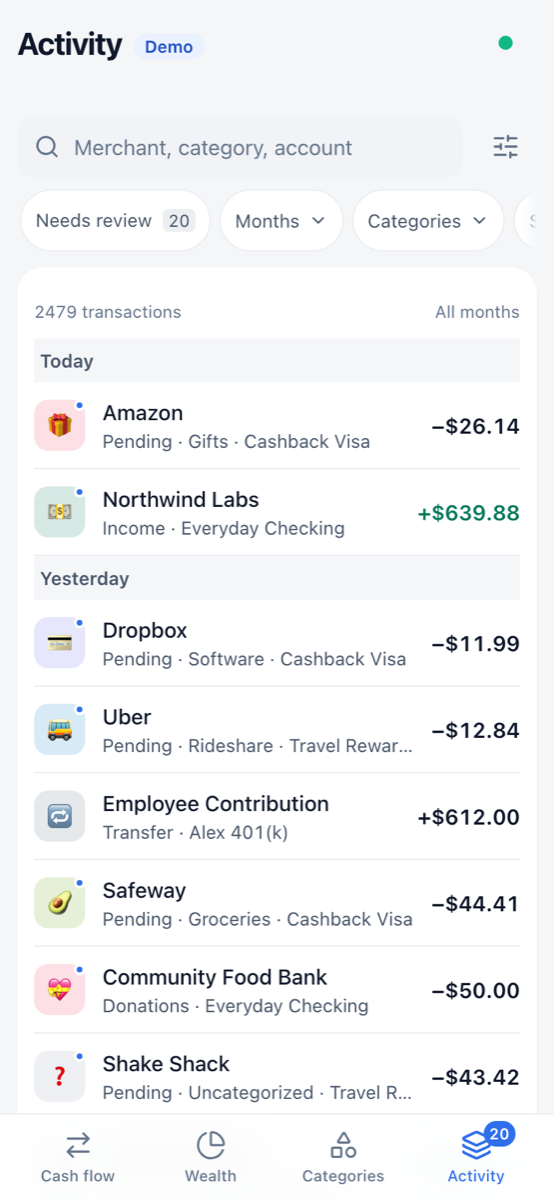 Activity Demo
Merchant, category, account
Needs review 20 Months Categories
2479 transactions All months
Today
Amazon −$26.14
Pending · Gifts · Cashback Visa
Northwind Labs +$639.88
Income · Everyday Checking
Yesterday
Dropbox −$11.99
Pending · Software · Cashback Visa
Uber −$12.84
Pending · Rideshare · Travel Rewar...
Employee Contribution +$612.00
Transfer · Alex 401(k)
Safeway −$44.41
Pending · Groceries · Cashback Visa
Community Food Bank −$50.00
Donations · Everyday Checking
Shake Shack −$43.42
Pending · Uncategorized · Travel R...
20
Cash flow Wealth Categories Activity